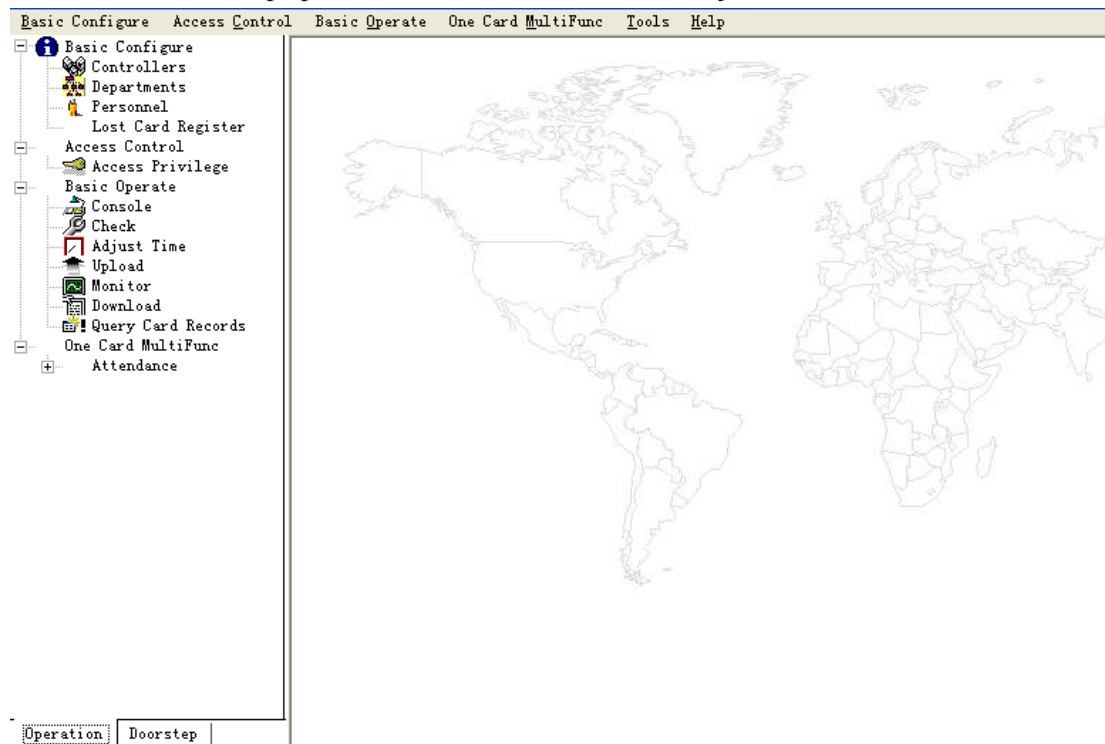 Basic Configure Access Control Basic Operate One Card MultiFunc Tools Help
Basic Configure
Controllers
Departments
Personnel
Lost Card Register
Access Control
Access Privilege
Basic Operate
Console
Check
Adjust Time
Upload
Monitor
Download
Query Card Records
One Card MultiFunc
Attendance
Operation Doorstep